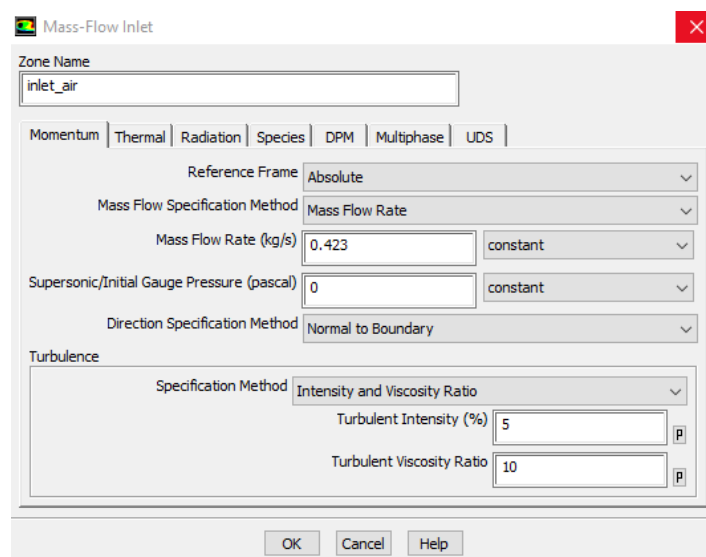 Mass-Flow Inlet
Zone Name
inlet_air
Momentum Thermal Radiation Species DPM Multiphase UDS
Reference Frame Absolute
Mass Flow Specification Method Mass Flow Rate
Mass Flow Rate (kg/s) 0.423 constant
Supersonic/Initial Gauge Pressure (pascal) 0 constant
Direction Specification Method Normal to Boundary
Turbulence
Specification Method Intensity and Viscosity Ratio
Turbulent Intensity (%) 5 P
Turbulent Viscosity Ratio 10 P
OK Cancel Help